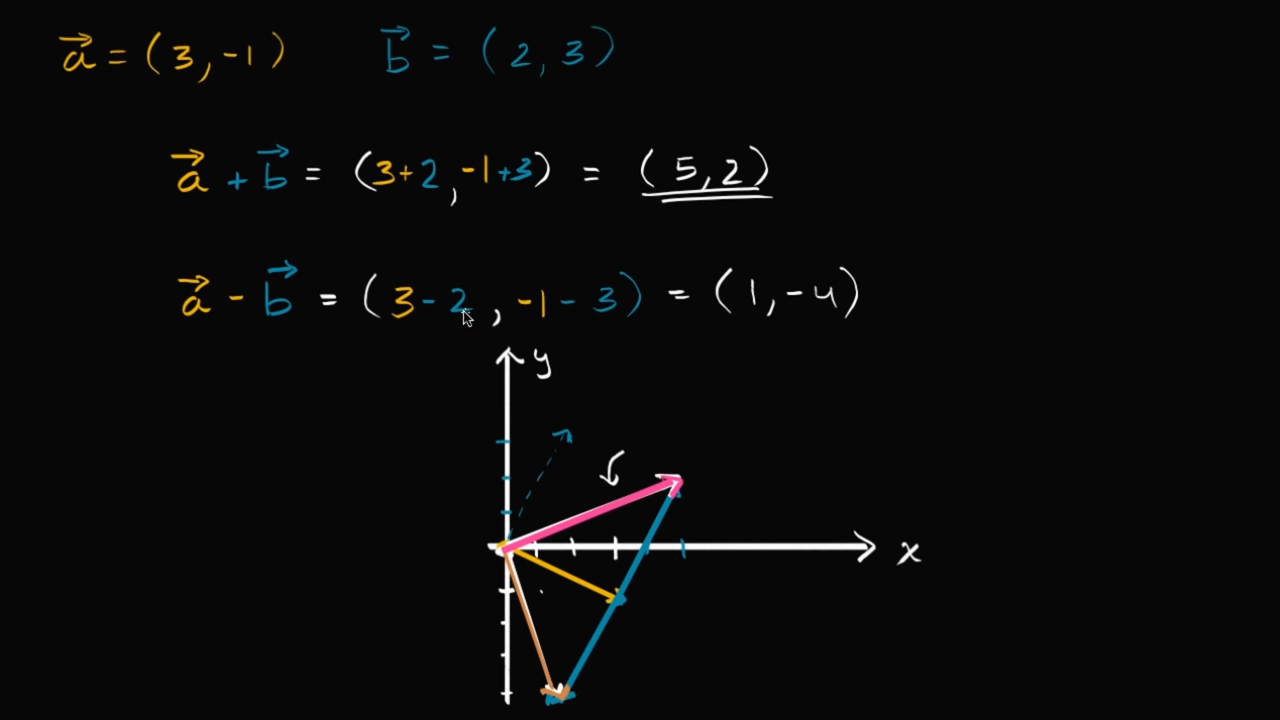 a⃗ = (3, -1) b⃗ = (2, 3)
a⃗ + b⃗ = (3+2, -1+3) = (5,2)
a⃗ - b⃗ = (3-2, -1-3) = (1,-4)
y
x